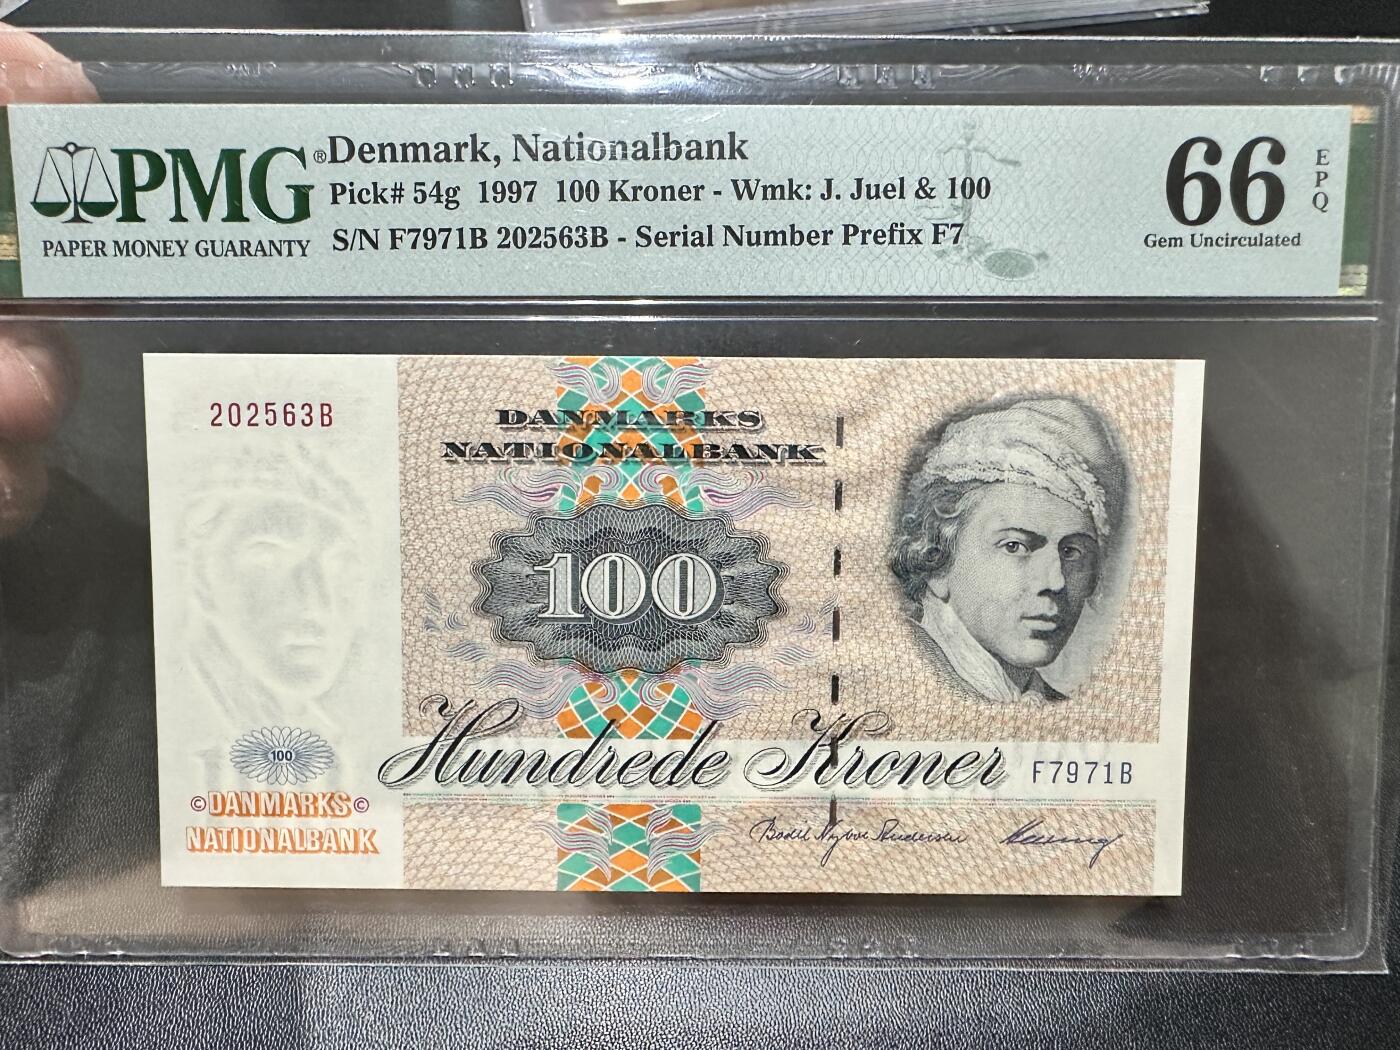 PMG®
PAPER MONEY GUARANTY
Denmark, Nationalbank
Pick# 54g 1997 100 Kroner - Wmk: J. Juel & 100
S/N F7971B 202563B - Serial Number Prefix F7
66
EPQ
Gem Uncirculated
202563B
DANMARKS
NATIONALBANK
100
Hundrede Kroner
F7971B
100
©DANMARKS©
NATIONALBANK